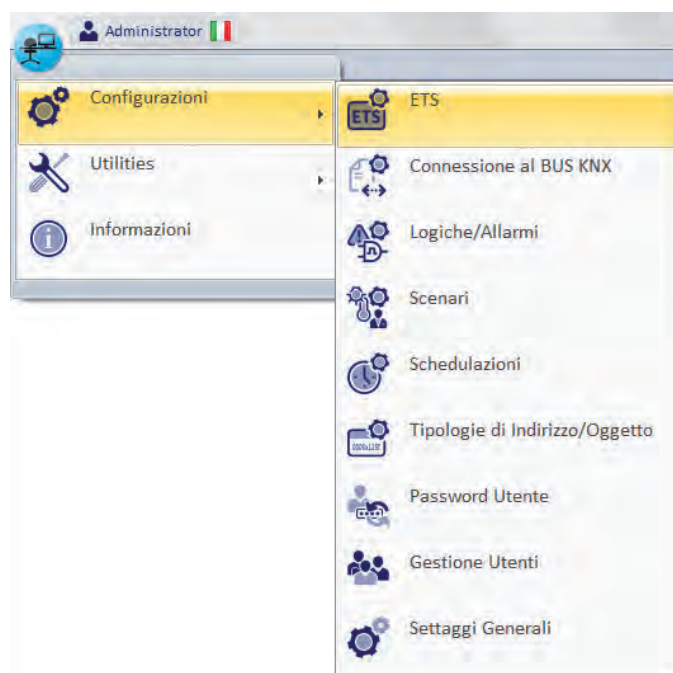 Administrator
Configurazioni
Utilities
Informazioni
ETS
ETS
Connessione al BUS KNX
Logiche/Allarmi
Scenari
Schedulazioni
Tipologie di Indirizzo/Oggetto
Password Utente
Gestione Utenti
Settaggi Generali